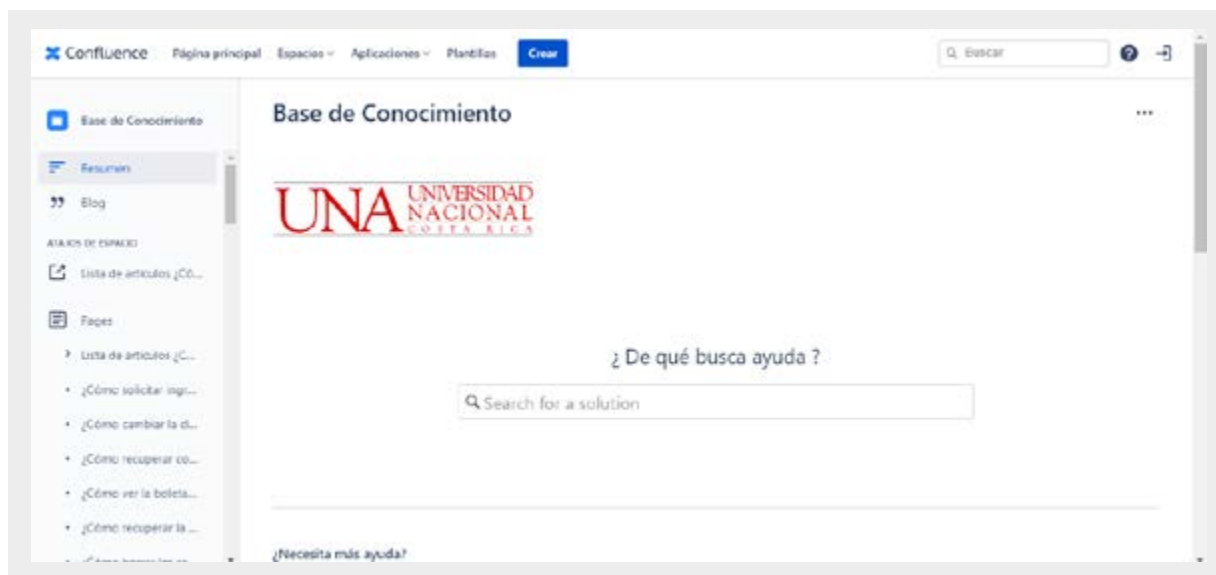 Confluence Página principal Espacios Aplicaciones Plantillas Crear Buscar
Base de Conocimiento
Resumen
Blog
ATAJOS DE ESPACIO
Lista de artículos ¿Có...
Pages
Lista de artículos ¿C...
¿Cómo solicitar ingr...
¿Cómo cambiar la cl...
¿Cómo recuperar co...
¿Cómo ver la boleta...
¿Cómo recuperar la ...
Base de Conocimiento
UNA UNIVERSIDAD
NACIONAL
COSTA RICA
¿ De qué busca ayuda ?
Search for a solution
¿Necesita más ayuda?